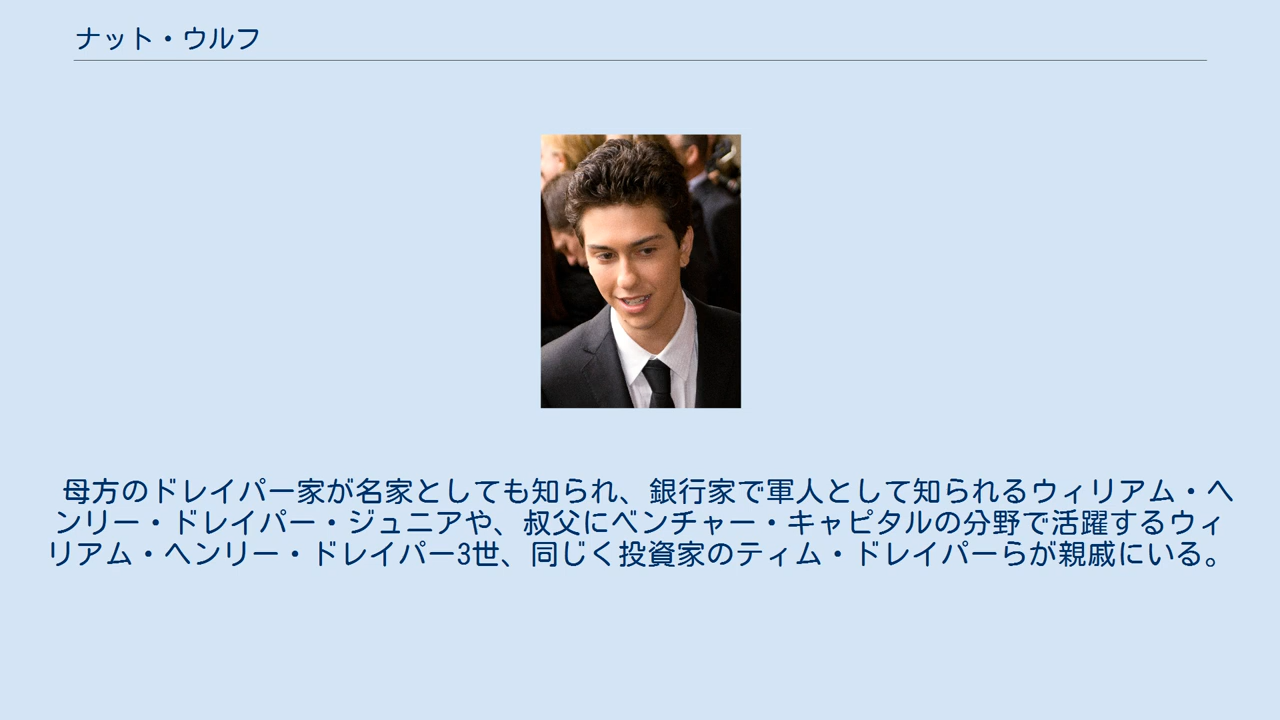 ナット・ウルフ
母方のドレイパー家が名家としても知られ、銀行家で軍人として知られるウィリアム・ヘ
ンリー・ドレイパー・ジュニアや、叔父にベンチャー・キャピタルの分野で活躍するウィ
リアム・ヘンリー・ドレイパー3世、同じく投資家のティム・ドレイパーらが親戚にいる。